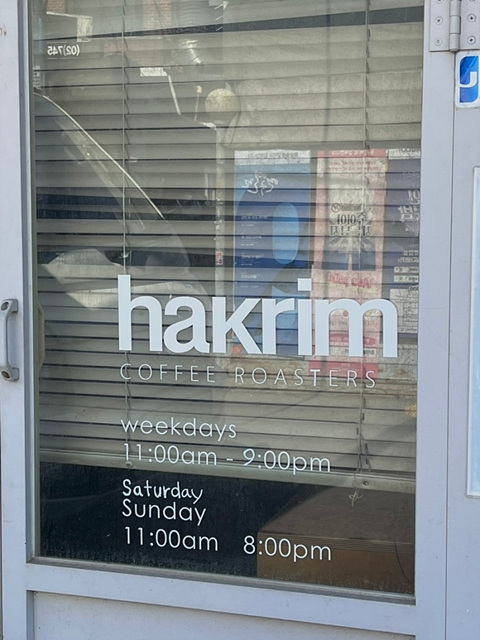 (02)745
hakrim
COFFEE ROASTERS
weekdays
11:00am - 9:00pm
Saturday
Sunday
11:00am 8:00pm